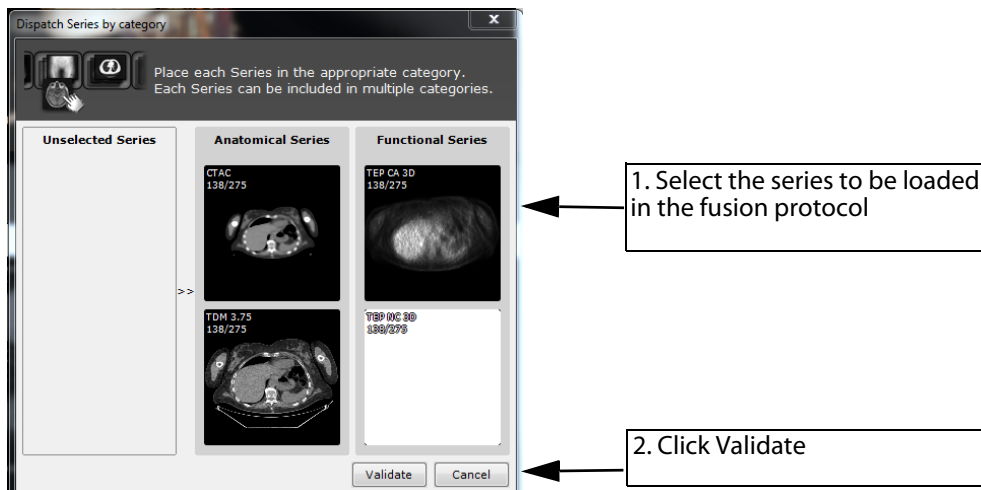 Dispatch Series by category
x
Place each Series in the appropriate category.
Each Series can be included in multiple categories.
Unselected Series
Anatomical Series
Functional Series
CTAC
138/275
TEP CA 3D
138/275
>>
TDM 3.75
138/275
TEP NC 3D
138/275
Validate
Cancel
1. Select the series to be loaded
in the fusion protocol
2. Click Validate